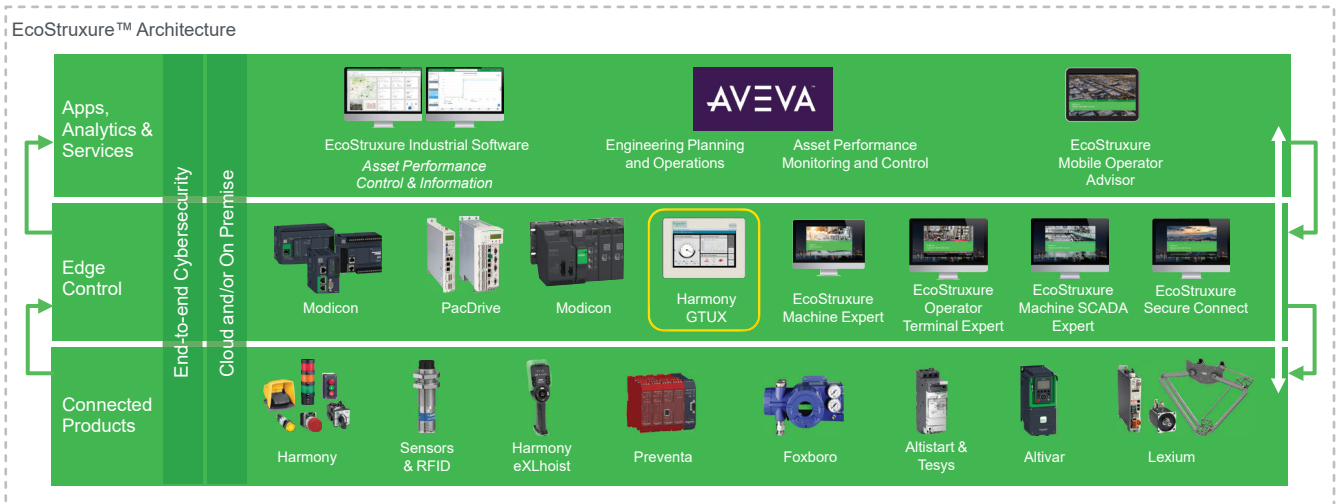 EcoStruxure™ Architecture
Apps,
Analytics &
Services
End-to-end Cybersecurity
Cloud and/or On Premise
EcoStruxure Industrial Software
Asset Performance
Control & Information
AVEVA™
Engineering Planning
and Operations
Asset Performance
Monitoring and Control
EcoStruxure
Mobile Operator
Advisor
Edge
Control
Modicon
PacDrive
Modicon
Harmony
GTUX
EcoStruxure
Machine Expert
EcoStruxure
Operator
Terminal Expert
EcoStruxure
Machine SCADA
Expert
EcoStruxure
Secure Connect
Connected
Products
Harmony
Sensors
& RFID
Harmony
eXLhoist
Preventa
Foxboro
Altistart &
Tesys
Altivar
Lexium